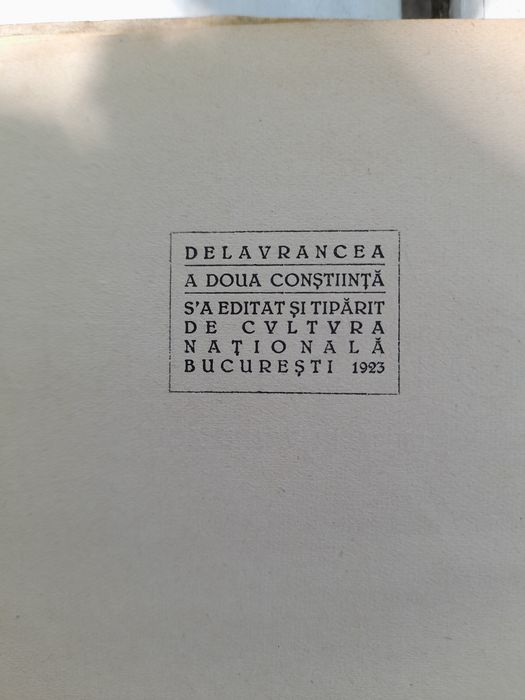 DELAVRANCEA
A DOUA CONȘTIINȚĂ
S'A EDITAT ȘI TIPĂRIT
DE CVLTVRA
NAȚIONALĂ
BUCUREȘTI 1923